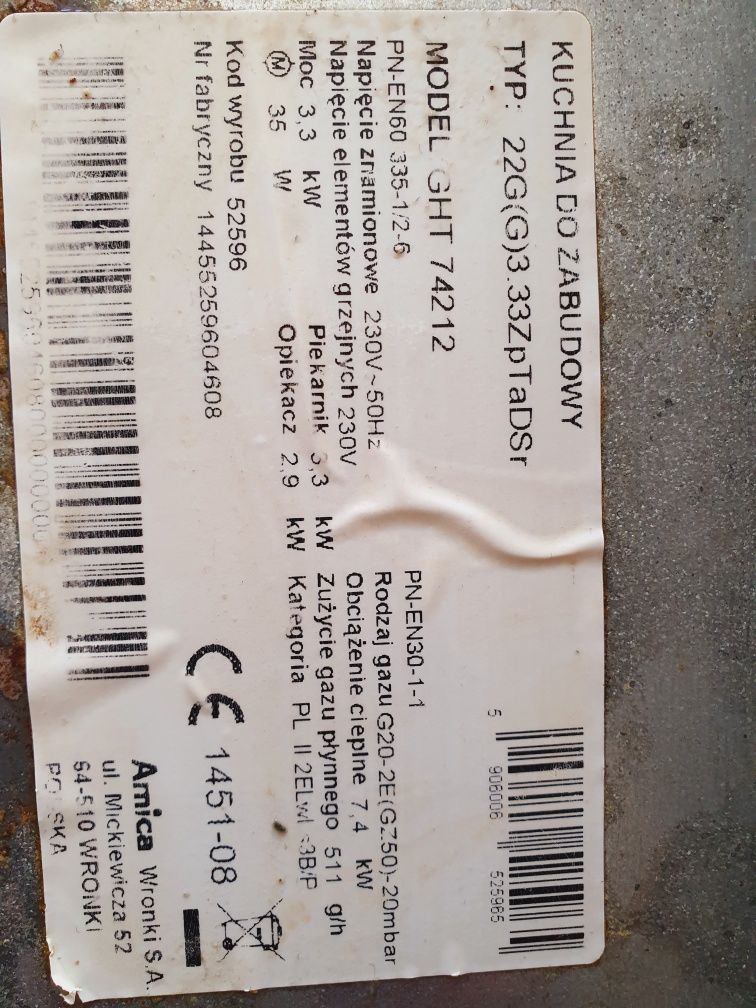 KUCHNIA DO ZABUDOWY
TYP: 22G(G)3.33ZpTaDSr
5 906006 525965
MODEL GHT 74212
PN-EN60 335-1/2-6
Napięcie znamionowe 230V~50Hz
Napięcie elementów grzejnych 230V
Moc 3,3 kW Piekarnik 3,3 kW
M 35 W Opiekacz 2,9 kW
PN-EN30-1-1
Rodzaj gazu G20-2E(GZ50)-20mbar
Obciążenie cieplne 7,4 kW
Zużycie gazu płynnego 511 g/h
Kategoria PL II 2ELwLs3B/P
Kod wyrobu 52596
Nr fabryczny 14455259604608
CE 1451-08
Amica Wronki S.A.
ul. Mickiewicza 52
64-510 WRONKI
POLSKA